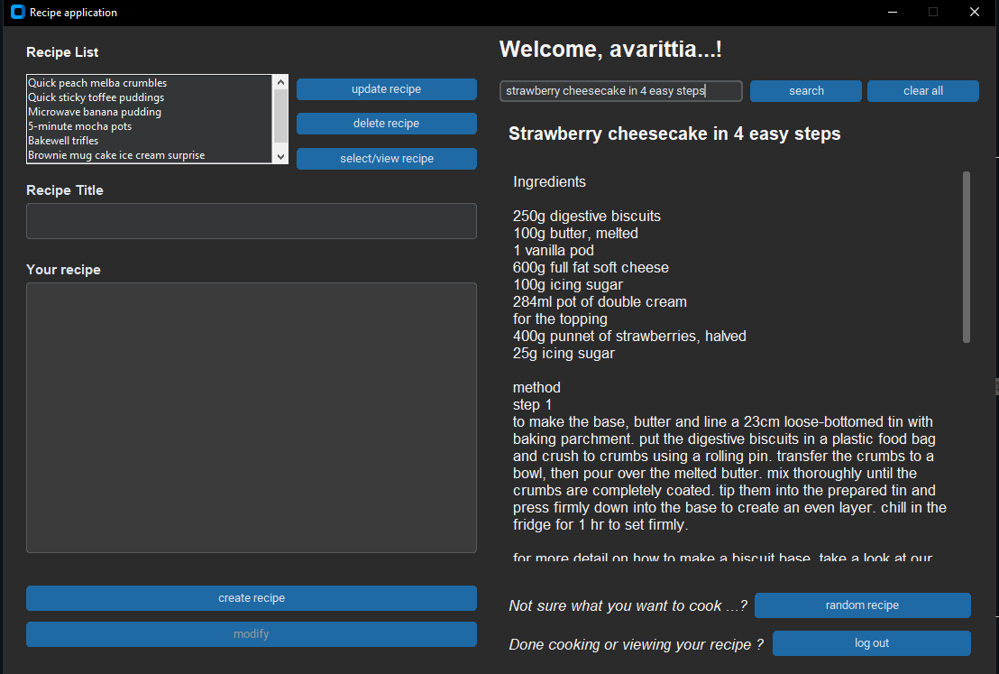 Recipe application
Recipe List
Quick peach melba crumbles
Quick sticky toffee puddings
Microwave banana pudding
5-minute mocha pots
Bakewell trifles
Brownie mug cake ice cream surprise
update recipe
delete recipe
select/view recipe
Recipe Title
Your recipe
create recipe
modify
Welcome, avarittia...!
strawberry cheesecake in 4 easy steps
search
clear all
Strawberry cheesecake in 4 easy steps
Ingredients
250g digestive biscuits
100g butter, melted
1 vanilla pod
600g full fat soft cheese
100g icing sugar
284ml pot of double cream
for the topping
400g punnet of strawberries, halved
25g icing sugar
method
step 1
to make the base, butter and line a 23cm loose-bottomed tin with
baking parchment. put the digestive biscuits in a plastic food bag
and crush to crumbs using a rolling pin. transfer the crumbs to a
bowl, then pour over the melted butter. mix thoroughly until the
crumbs are completely coated. tip them into the prepared tin and
press firmly down into the base to create an even layer. chill in the
fridge for 1 hr to set firmly.
for more detail on how to make a biscuit base, take a look at our
Not sure what you want to cook ...?
random recipe
Done cooking or viewing your recipe ?
log out